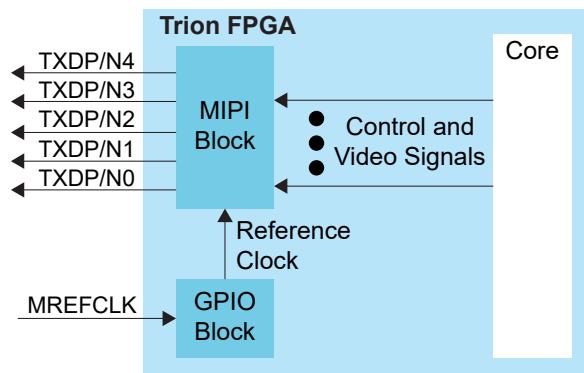 Trion FPGA
Core
TXDP/N4
TXDP/N3
TXDP/N2
TXDP/N1
TXDP/N0
MIPI
Block
Control and
Video Signals
Reference
Clock
MREFCLK
GPIO
Block